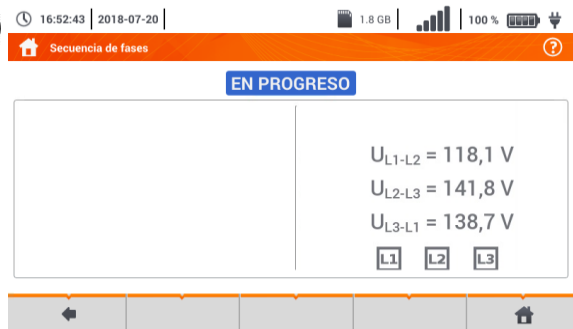 16:52:43 2018-07-20 1.8 GB 100 %
Secuencia de fases ?
EN PROGRESO
UL1-L2 = 118,1 V
UL2-L3 = 141,8 V
UL3-L1 = 138,7 V
L1 L2 L3